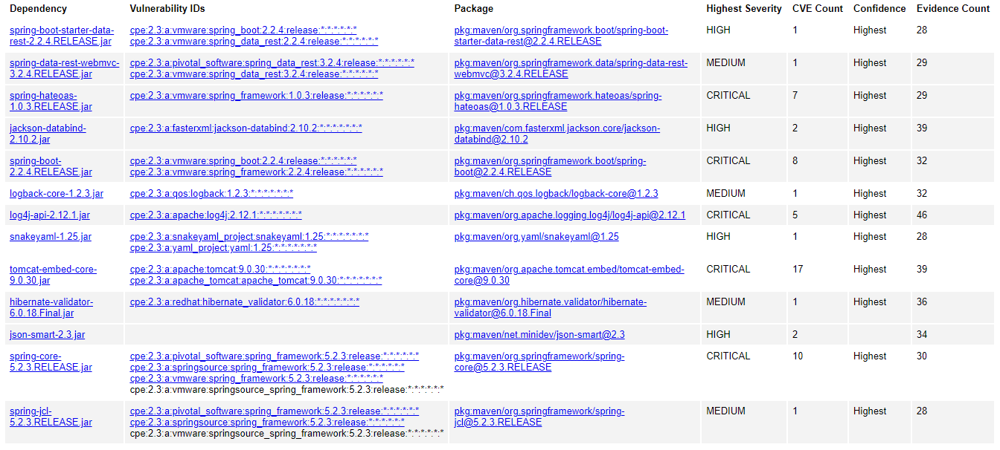 Dependency Vulnerability IDs Package Highest Severity CVE Count Confidence Evidence Count
spring-boot-starter-data- cpe:2.3:a:vmware:spring_boot:2.2.4:release:*:*:*:*:*:* pkg:maven/org.springframework.boot/spring-boot- HIGH 1 Highest 28
rest-2.2.4.RELEASE.jar cpe:2.3:a:vmware:spring_data_rest:2.2.4:release:*:*:*:*:*:* starter-data-rest@2.2.4.RELEASE
spring-data-rest-webmvc- cpe:2.3:a:pivotal_software:spring_data_rest:3.2.4:release:*:*:*:*:*:* pkg:maven/org.springframework.data/spring-data-rest- MEDIUM 1 Highest 29
3.2.4.RELEASE.jar cpe:2.3:a:vmware:spring_data_rest:3.2.4:release:*:*:*:*:*:* webmvc@3.2.4.RELEASE
spring-hateoas- cpe:2.3:a:vmware:spring_framework:1.0.3:release:*:*:*:*:*:* pkg:maven/org.springframework.hateoas/spring- CRITICAL 7 Highest 29
1.0.3.RELEASE.jar hateoas@1.0.3.RELEASE
jackson-databind- cpe:2.3:a:fasterxml:jackson-databind:2.10.2:*:*:*:*:*:*:* pkg:maven/com.fasterxml.jackson.core/jackson- HIGH 2 Highest 39
2.10.2.jar databind@2.10.2
spring-boot- cpe:2.3:a:vmware:spring_boot:2.2.4:release:*:*:*:*:*:* pkg:maven/org.springframework.boot/spring- CRITICAL 8 Highest 32
2.2.4.RELEASE.jar cpe:2.3:a:vmware:spring_framework:2.2.4:release:*:*:*:*:*:* boot@2.2.4.RELEASE
logback-core-1.2.3.jar cpe:2.3:a:qos:logback:1.2.3:*:*:*:*:*:*:* pkg:maven/ch.qos.logback/logback-core@1.2.3 MEDIUM 1 Highest 32
log4j-api-2.12.1.jar cpe:2.3:a:apache:log4j:2.12.1:*:*:*:*:*:*:* pkg:maven/org.apache.logging.log4j/log4j-api@2.12.1 CRITICAL 5 Highest 46
snakeyaml-1.25.jar cpe:2.3:a:snakeyaml_project:snakeyaml:1.25:*:*:*:*:*:*:* pkg:maven/org.yaml/snakeyaml@1.25 HIGH 1 Highest 28
cpe:2.3:a:yaml_project:yaml:1.25:*:*:*:*:*:*:*
tomcat-embed-core- cpe:2.3:a:apache:tomcat:9.0.30:*:*:*:*:*:*:* pkg:maven/org.apache.tomcat.embed/tomcat-embed- CRITICAL 17 Highest 39
9.0.30.jar cpe:2.3:a:apache_tomcat:apache_tomcat:9.0.30:*:*:*:*:*:*:* core@9.0.30
hibernate-validator- cpe:2.3:a:redhat:hibernate_validator:6.0.18:*:*:*:*:*:*:* pkg:maven/org.hibernate.validator/hibernate- MEDIUM 1 Highest 36
6.0.18.Final.jar validator@6.0.18.Final
json-smart-2.3.jar pkg:maven/net.minidev/json-smart@2.3 HIGH 2 34
spring-core- cpe:2.3:a:pivotal_software:spring_framework:5.2.3:release:*:*:*:*:*:* pkg:maven/org.springframework/spring- CRITICAL 10 Highest 30
5.2.3.RELEASE.jar cpe:2.3:a:springsource:spring_framework:5.2.3:release:*:*:*:*:*:* core@5.2.3.RELEASE
cpe:2.3:a:vmware:spring_framework:5.2.3:release:*:*:*:*:*:*
cpe:2.3:a:vmware:springsource_spring_framework:5.2.3:release:*:*:*:*:*:*
spring-jcl- cpe:2.3:a:pivotal_software:spring_framework:5.2.3:release:*:*:*:*:*:* pkg:maven/org.springframework/spring- MEDIUM 1 Highest 28
5.2.3.RELEASE.jar cpe:2.3:a:springsource:spring_framework:5.2.3:release:*:*:*:*:*:* jcl@5.2.3.RELEASE
cpe:2.3:a:vmware:springsource_spring_framework:5.2.3:release:*:*:*:*:*:*